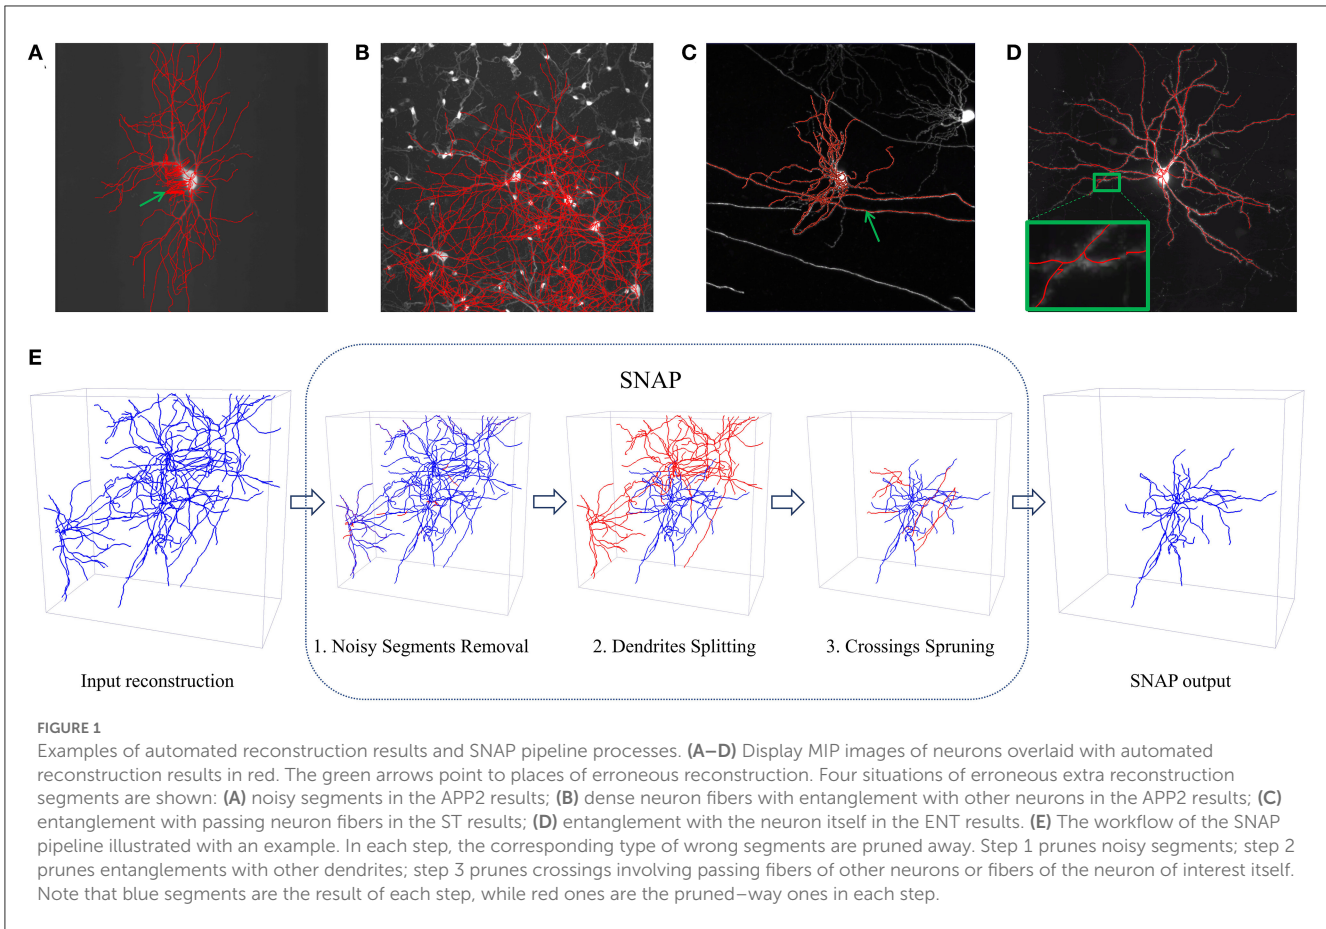 A
B
C
D
E
SNAP
1. Noisy Segments Removal
2. Dendrites Splitting
3. Crossings Spruning
Input reconstruction
SNAP output
FIGURE 1
Examples of automated reconstruction results and SNAP pipeline processes. (A–D) Display MIP images of neurons overlaid with automated
reconstruction results in red. The green arrows point to places of erroneous reconstruction. Four situations of erroneous extra reconstruction
segments are shown: (A) noisy segments in the APP2 results; (B) dense neuron fibers with entanglement with other neurons in the APP2 results; (C)
entanglement with passing neuron fibers in the ST results; (D) entanglement with the neuron itself in the ENT results. (E) The workflow of the SNAP
pipeline illustrated with an example. In each step, the corresponding type of wrong segments are pruned away. Step 1 prunes noisy segments; step 2
prunes entanglements with other dendrites; step 3 prunes crossings involving passing fibers of other neurons or fibers of the neuron of interest itself.
Note that blue segments are the result of each step, while red ones are the pruned–way ones in each step.